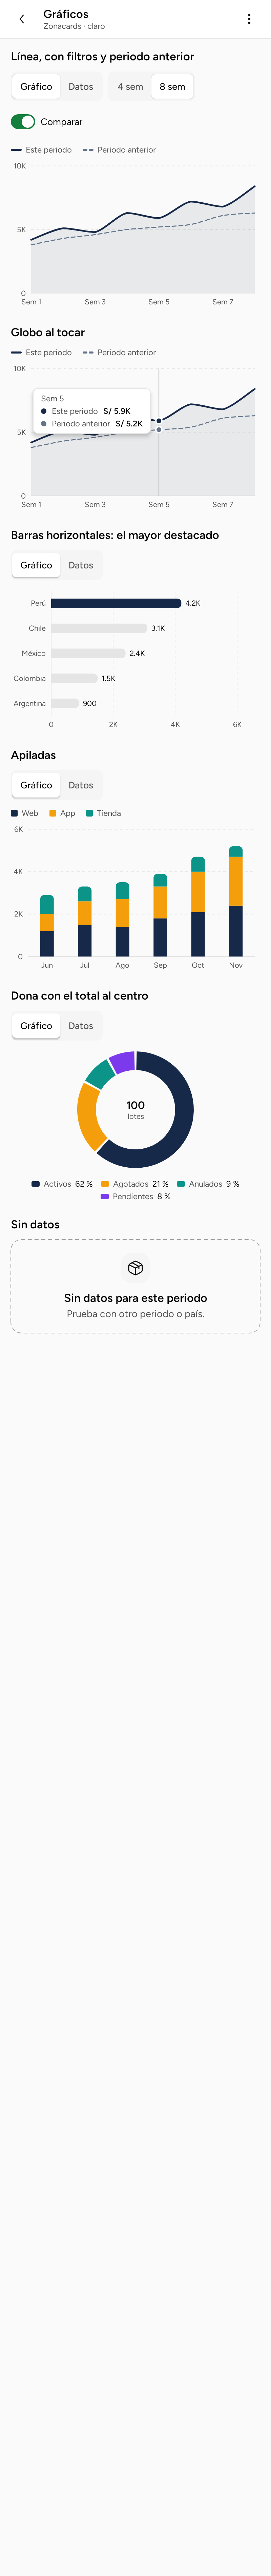 Gráficos
Zonacards · claro
Línea, con filtros y periodo anterior
Gráfico Datos 4 sem 8 sem
Comparar
Este periodo Periodo anterior
10K
5K
0
Sem 1 Sem 3 Sem 5 Sem 7
Globo al tocar
Este periodo Periodo anterior
10K
Sem 5
Este periodo S/ 5.9K
Periodo anterior S/ 5.2K
5K
0
Sem 1 Sem 3 Sem 5 Sem 7
Barras horizontales: el mayor destacado
Gráfico Datos
Perú 4.2K
Chile 3.1K
México 2.4K
Colombia 1.5K
Argentina 900
0 2K 4K 6K
Apiladas
Gráfico Datos
Web App Tienda
6K
4K
2K
0
Jun Jul Ago Sep Oct Nov
Dona con el total al centro
Gráfico Datos
100
lotes
Activos 62 % Agotados 21 % Anulados 9 %
Pendientes 8 %
Sin datos
Sin datos para este periodo
Prueba con otro periodo o país.